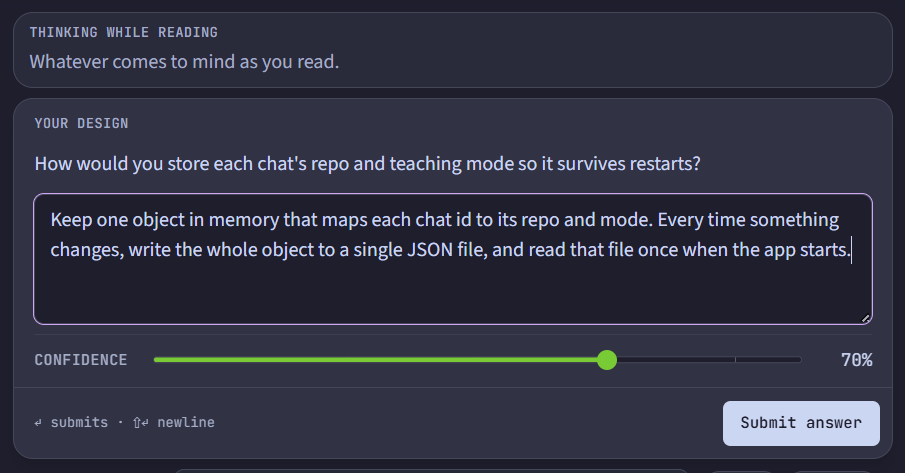 THINKING WHILE READING
Whatever comes to mind as you read.
YOUR DESIGN
How would you store each chat's repo and teaching mode so it survives restarts?
Keep one object in memory that maps each chat id to its repo and mode. Every time something
changes, write the whole object to a single JSON file, and read that file once when the app starts.
CONFIDENCE 70%
↵ submits · ⇧↵ newline
Submit answer